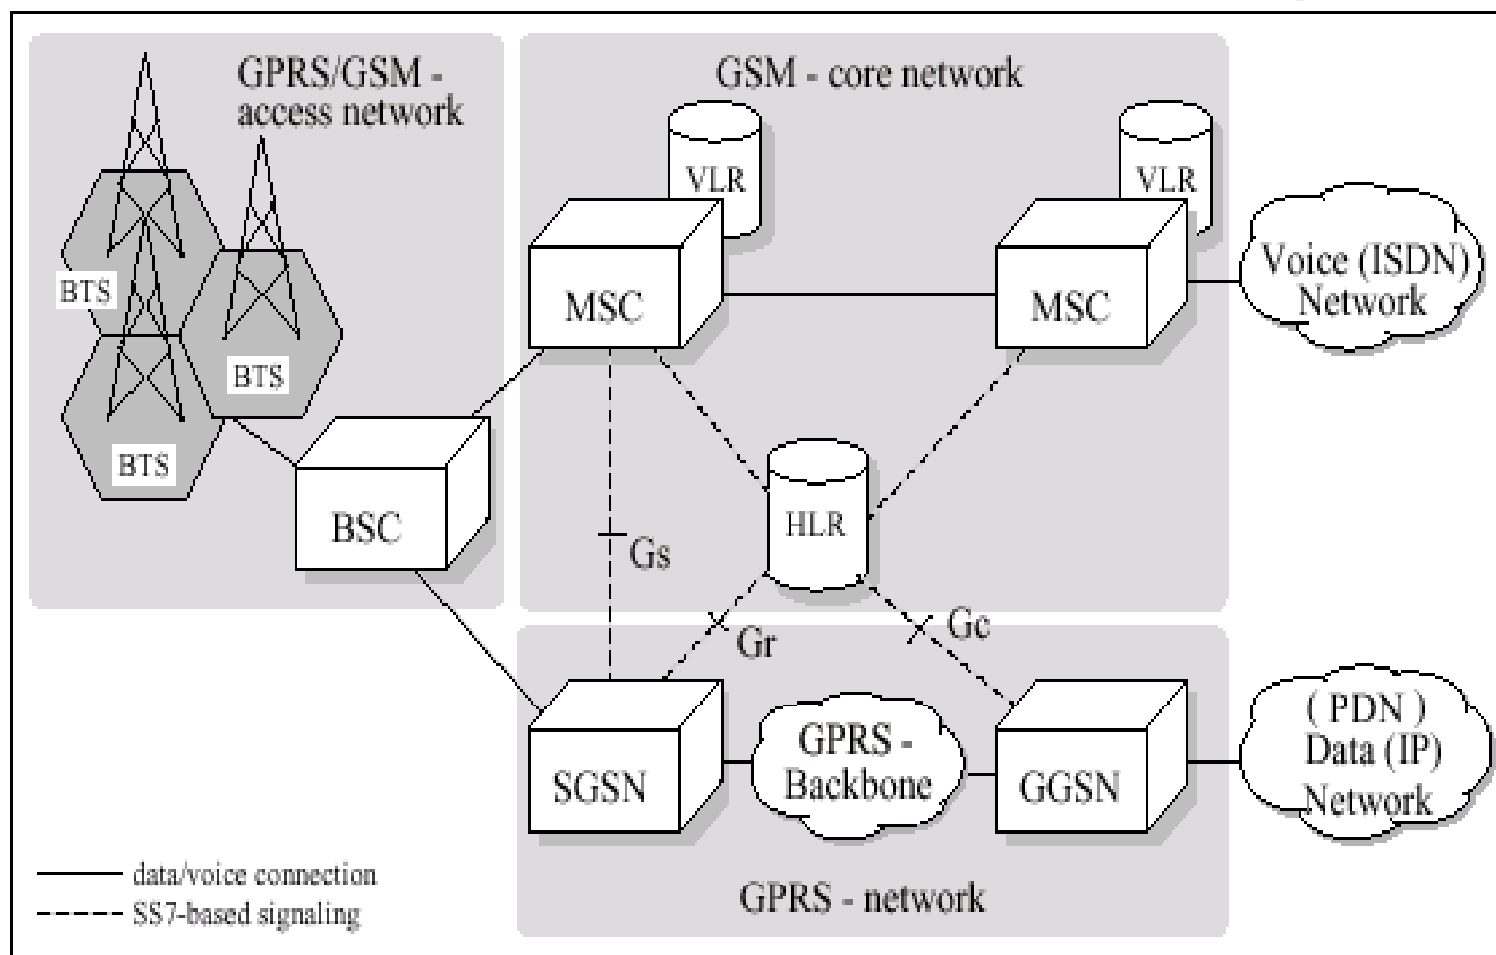 GPRS/GSM -
access network
GSM - core network
VLR
VLR
BTS
MSC
MSC
Voice (ISDN)
Network
BTS
BTS
BSC
HLR
Gs
Gr
Gc
SGSN
GPRS -
Backbone
GGSN
( PDN )
Data (IP)
Network
data/voice connection
SS7-based signaling
GPRS - network